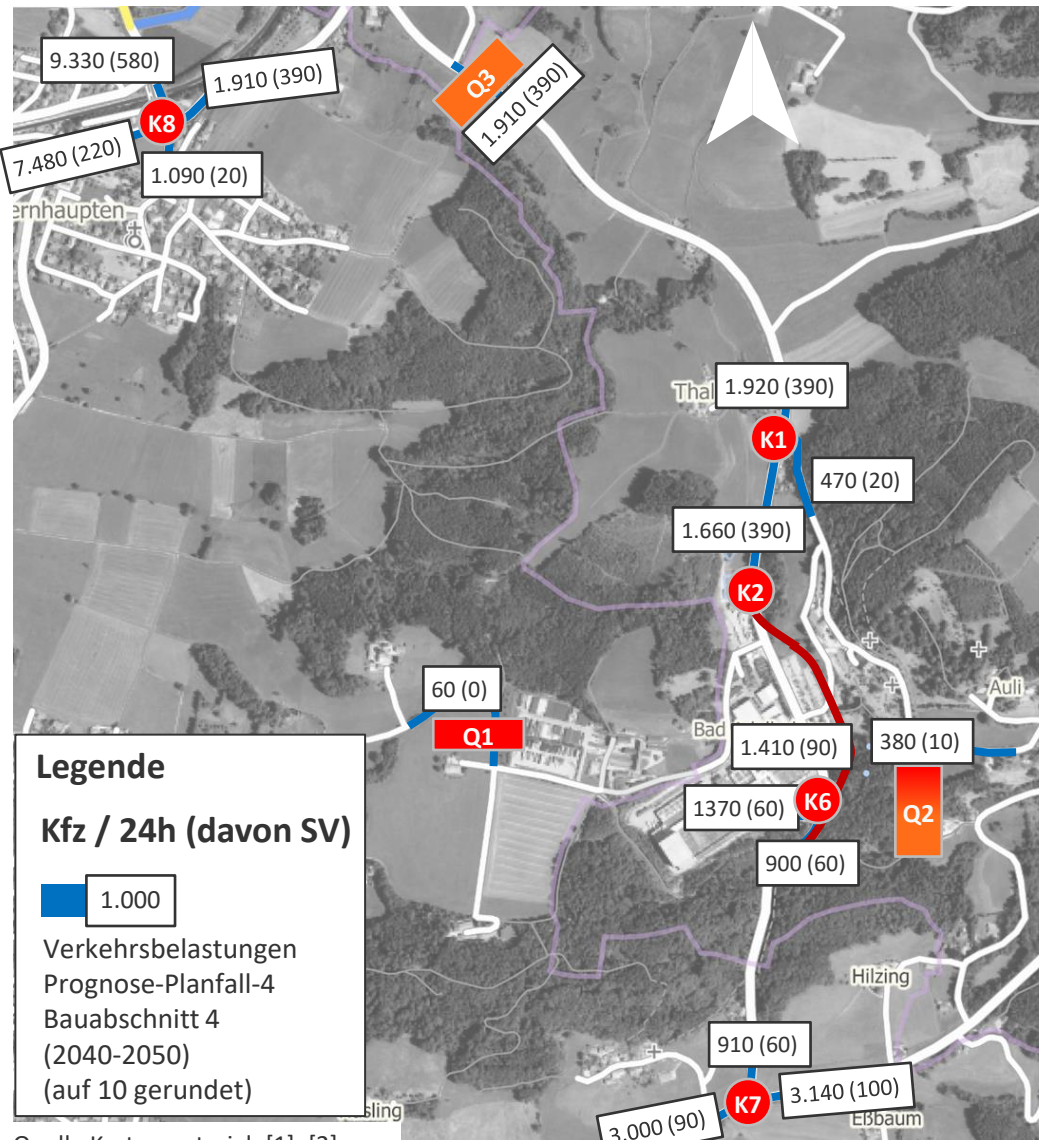 9.330 (580)
1.910 (390)
K8
7.480 (220)
1.090 (20)
ernhaupten
Q3
1.910 (390)
Thal
1.920 (390)
K1
470 (20)
1.660 (390)
K2
60 (0)
Q1
Auli
Bad
1.410 (90)
380 (10)
1370 (60)
K6
Q2
900 (60)
Legende
Kfz / 24h (davon SV)
1.000
Verkehrsbelastungen
Prognose-Planfall-4
Bauabschnitt 4
(2040-2050)
(auf 10 gerundet)
Hilzing
910 (60)
3.140 (100)
K7
3.000 (90)
Eßbaum
sling